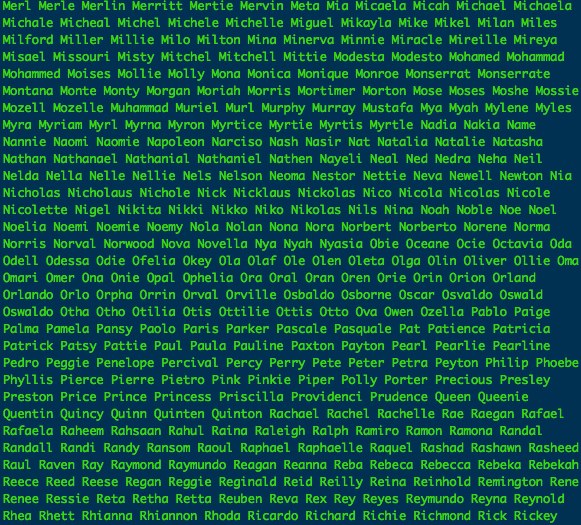 Merl Merle Merlin Merritt Mertie Mervin Meta Mia Micaela Micah Michael Michaela
Michale Micheal Michel Michele Michelle Miguel Mikayla Mike Mikel Milan Miles
Milford Miller Millie Milo Milton Mina Minerva Minnie Miracle Mireille Mireya
Misael Missouri Misty Mitchel Mitchell Mittie Modesta Modesto Mohamed Mohammad
Mohammed Moises Mollie Molly Mona Monica Monique Monroe Monserrat Monserrate
Montana Monte Monty Morgan Moriah Morris Mortimer Morton Mose Moses Moshe Mossie
Mozell Mozelle Muhammad Muriel Murl Murphy Murray Mustafa Mya Myah Mylene Myles
Myra Myriam Myrl Myrna Myron Myrtice Myrtie Myrtis Myrtle Nadia Nakia Name
Nannie Naomi Naomie Napoleon Narciso Nash Nasir Nat Natalia Natalie Natasha
Nathan Nathanael Nathanial Nathaniel Nathen Nayeli Neal Ned Nedra Neha Neil
Nelda Nella Nelle Nellie Nels Nelson Neoma Nestor Nettie Neva Newell Newton Nia
Nicholas Nicholaus Nichole Nick Nicklaus Nickolas Nico Nicola Nicolas Nicole
Nicolette Nigel Nikita Nikki Nikko Niko Nikolas Nils Nina Noah Noble Noe Noel
Noelia Noemi Noemie Noemy Nola Nolan Nona Nora Norbert Norberto Norene Norma
Norris Norval Norwood Nova Novella Nya Nyah Nyasia Obie Oceane Ocie Octavia Oda
Odell Odessa Odie Ofelia Okey Ola Olaf Ole Olen Oleta Olga Olin Oliver Ollie Oma
Omari Omer Ona Onie Opal Ophelia Ora Oral Oran Oren Orie Orin Orion Orland
Orlando Orlo Orpha Orrin Orval Orville Osbaldo Osborne Oscar Osvaldo Oswald
Oswaldo Otha Otho Otilia Otis Ottilie Ottis Otto Ova Owen Ozella Pablo Paige
Palma Pamela Pansy Paolo Paris Parker Pascale Pasquale Pat Patience Patricia
Patrick Patsy Pattie Paul Paula Pauline Paxton Payton Pearl Pearlie Pearline
Pedro Peggie Penelope Percival Percy Perry Pete Peter Petra Peyton Philip Phoebe
Phyllis Pierce Pierre Pietro Pink Pinkie Piper Polly Porter Precious Presley
Preston Price Prince Princess Priscilla Providenci Prudence Queen Queenie
Quentin Quincy Quinn Quinten Quinton Rachael Rachel Rachelle Rae Raegan Rafael
Rafaela Raheem Rahsaan Rahul Raina Raleigh Ralph Ramiro Ramon Ramona Randal
Randall Randi Randy Ransom Raoul Raphael Raphaelle Raquel Rashad Rashawn Rasheed
Raul Raven Ray Raymond Raymundo Reagan Reanna Reba Rebeca Rebecca Rebeka Rebekah
Reece Reed Reese Regan Reggie Reginald Reid Reilly Reina Reinhold Remington Rene
Renee Ressie Reta Retha Retta Reuben Reva Rex Rey Reyes Reymundo Reyna Reynold
Rhea Rhett Rhianna Rhiannon Rhoda Ricardo Richard Richie Richmond Rick Rickey